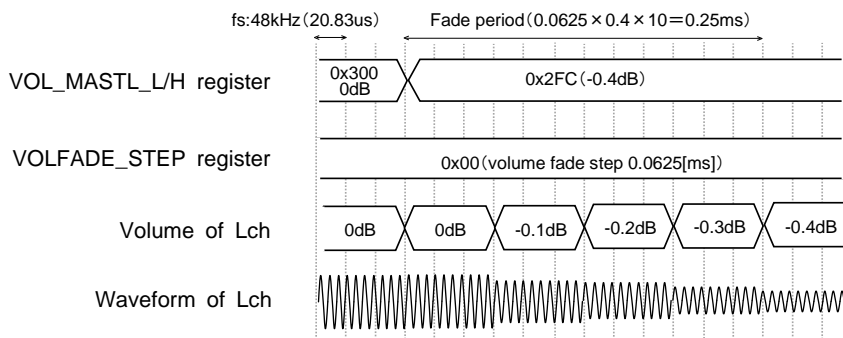 fs:48kHz(20.83us)
Fade period(0.0625×0.4×10=0.25ms)
VOL_MASTL_L/H register
0x300
0dB
0x2FC(-0.4dB)
VOLFADE_STEP register
0x00(volume fade step 0.0625[ms])
Volume of Lch
0dB
0dB
-0.1dB
-0.2dB
-0.3dB
-0.4dB
Waveform of Lch